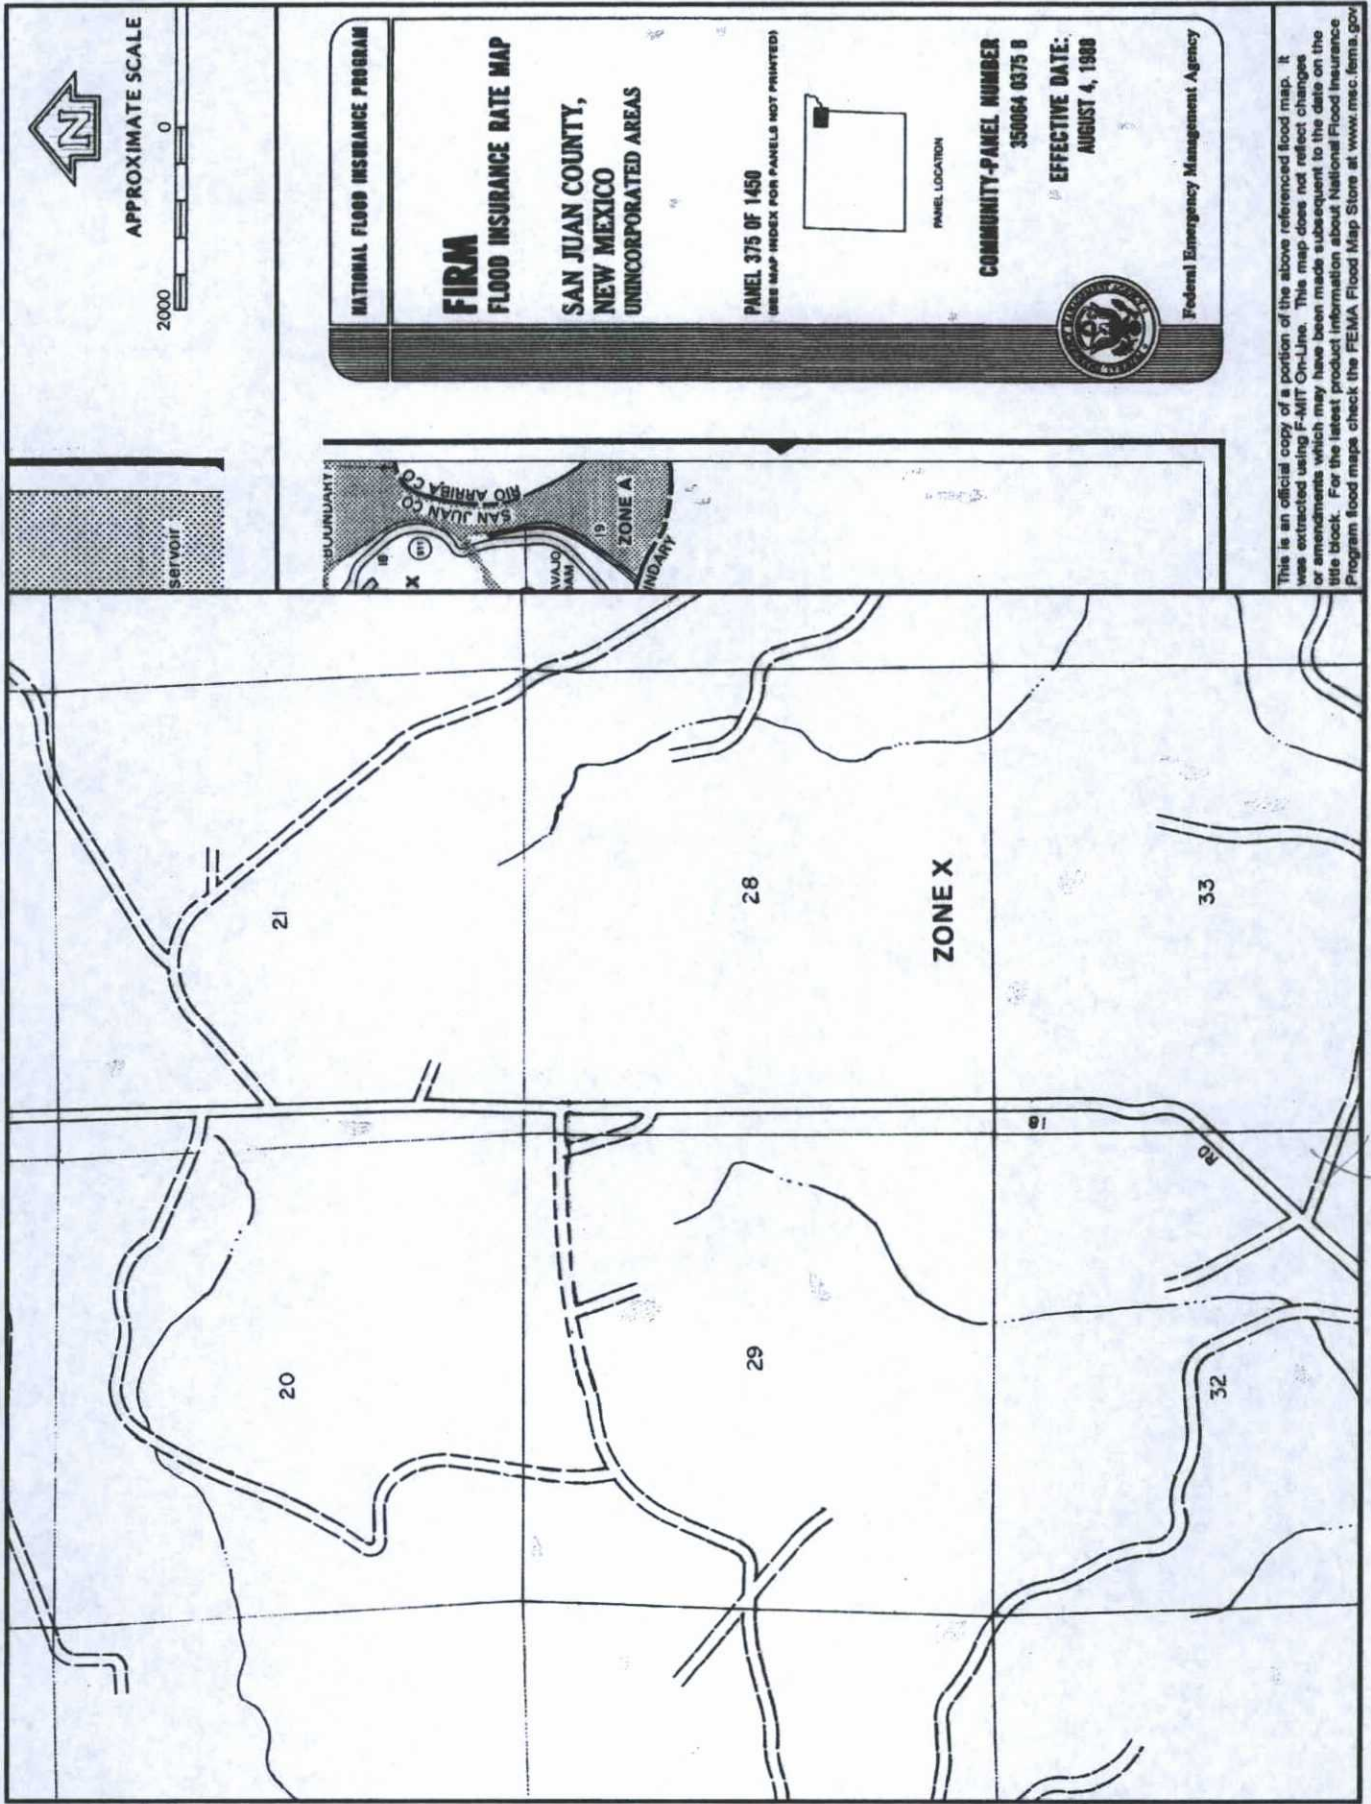 APPROXIMATE SCALE
2000 0
NATIONAL FLOOD INSURANCE PROGRAM
FIRM
FLOOD INSURANCE RATE MAP
SAN JUAN COUNTY,
NEW MEXICO
UNINCORPORATED AREAS
PANEL 375 OF 1450
(SEE MAP INDEX FOR PANELS NOT PRINTED)
PANEL LOCATION
COMMUNITY-PANEL NUMBER
350064 0375 B
EFFECTIVE DATE:
AUGUST 4, 1988
Federal Emergency Management Agency
This is an official copy of a portion of the above referenced flood map. It
was extracted using F-MIT On-Line. This map does not reflect changes
or amendments which may have been made subsequent to the date on the
title block. For the latest product information about National Flood Insurance
Program flood maps check the FEMA Flood Map Store at www.msc.fema.gov
servoir
BOUNDARY
18
511
X
SAN JUAN CO
RIO ARRIBA CO
19
ZONE A
NDARY
21
28
ZONE X
33
20
29
32
RD
N